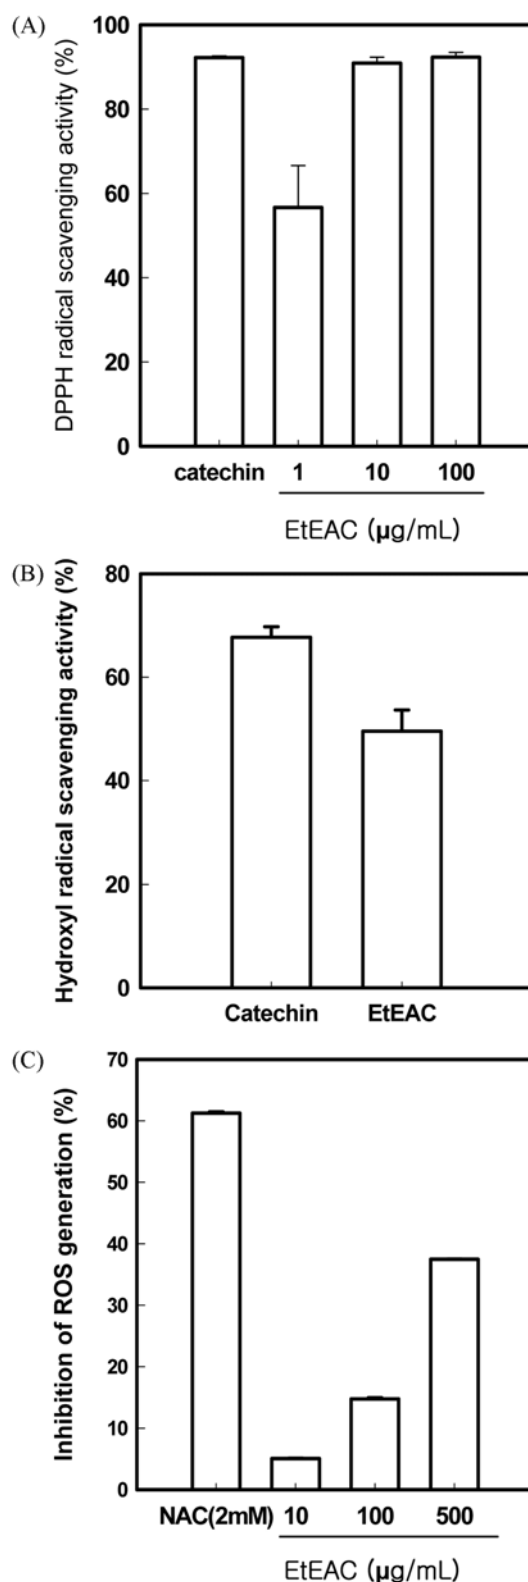 (A)
DPPH radical scavenging activity (%)
100
80
60
40
20
0
catechin 1 10 100
EtEAC (μg/mL)
(B)
Hydroxyl radical scavenging activity (%)
80
60
40
20
0
Catechin EtEAC
(C)
Inhibition of ROS generation (%)
70
60
50
40
30
20
10
0
NAC(2mM) 10 100 500
EtEAC (μg/mL)